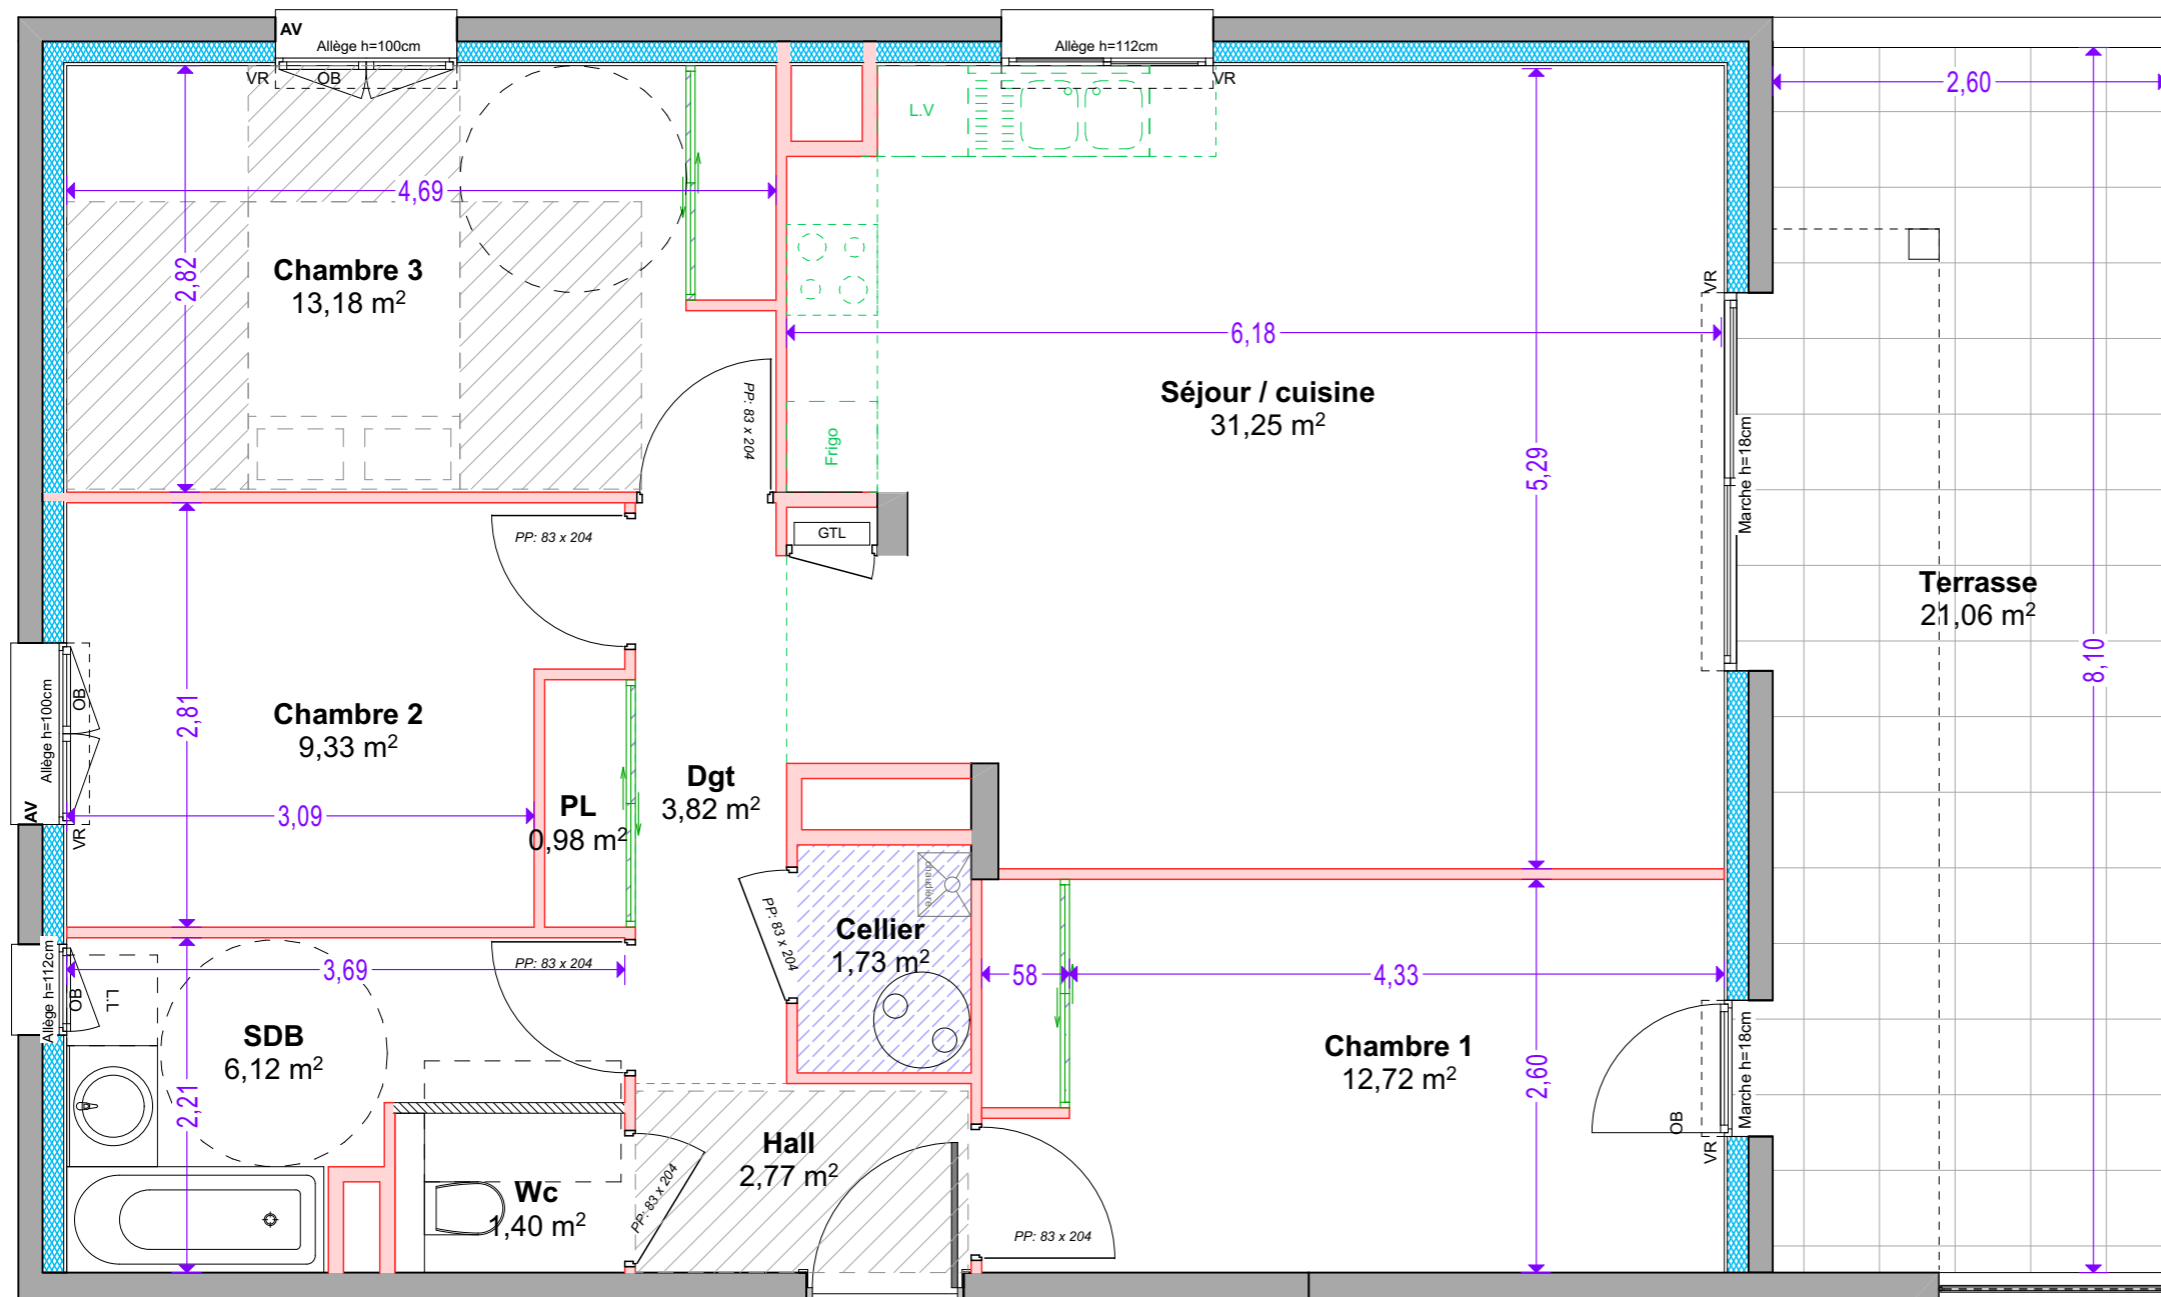 AV
Allège h=100cm
VR
OB
Allège h=112cm
VR
L.V
2,60
4,69
2,82
Chambre 3
13,18 m²
VR
6,18
PP: 83 x 204
Séjour / cuisine
31,25 m²
Frigo
5,29
Marche h=18cm
PP: 83 x 204
GTL
Terrasse
21,06 m²
8,10
OB
Allège h=100cm
AV
VR
2,81
Chambre 2
9,33 m²
3,09
PL
0,98 m²
Dgt
3,82 m²
chaudière
PP: 83 x 204
Cellier
1,73 m²
Allège h=112cm
OB
L.L
3,69
PP: 83 x 204
58
4,33
SDB
6,12 m²
2,21
Chambre 1
12,72 m²
2,60
OB
VR
Marche h=18cm
Hall
2,77 m²
Wc
1,40 m²
PP: 83 x 204
PP: 83 x 204